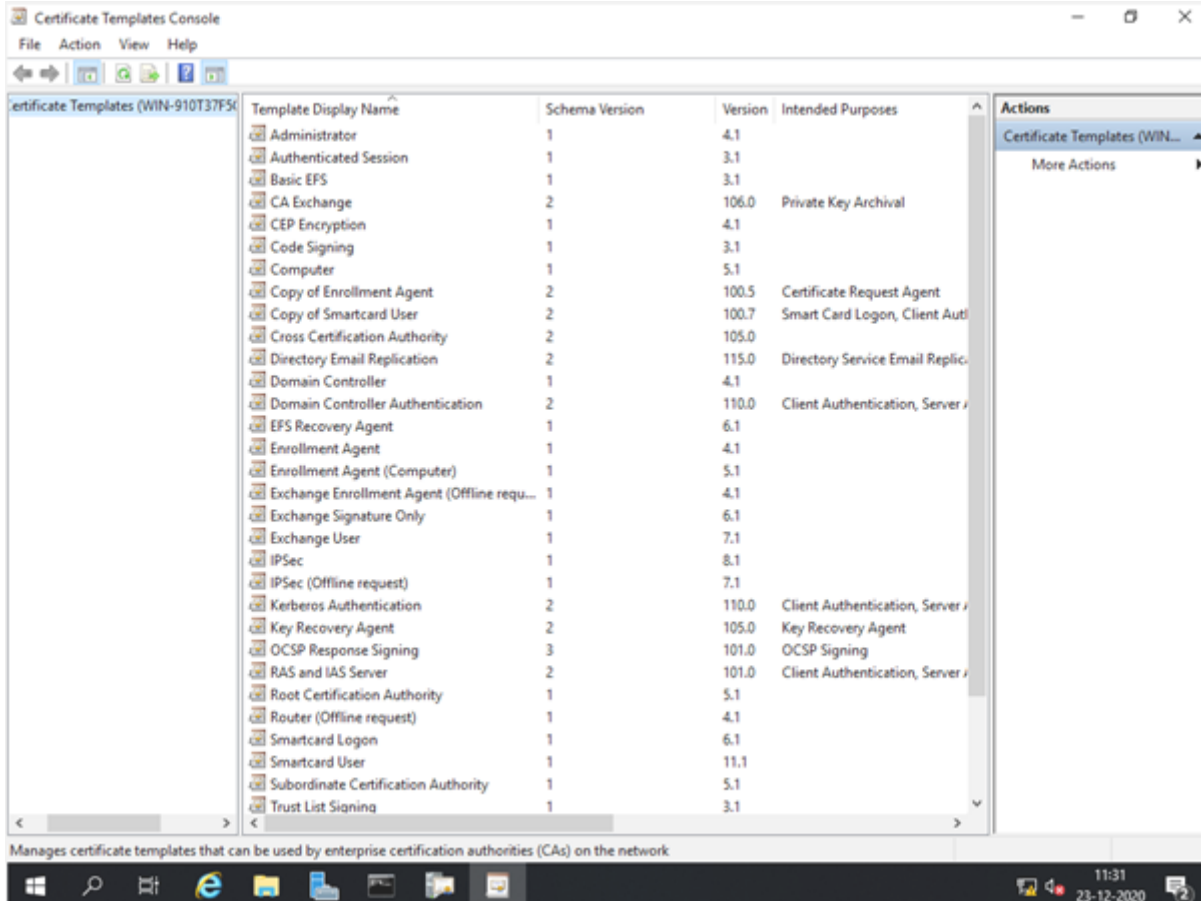 Certificate Templates Console
File Action View Help
ertificate Templates (WIN-910T37F5
Template Display Name Schema Version Version Intended Purposes
Administrator 1 4.1
Authenticated Session 1 3.1
Basic EFS 1 3.1
CA Exchange 2 106.0 Private Key Archival
CEP Encryption 1 4.1
Code Signing 1 3.1
Computer 1 5.1
Copy of Enrollment Agent 2 100.5 Certificate Request Agent
Copy of Smartcard User 2 100.7 Smart Card Logon, Client Aut
Cross Certification Authority 2 105.0
Directory Email Replication 2 115.0 Directory Service Email Replic
Domain Controller 1 4.1
Domain Controller Authentication 2 110.0 Client Authentication, Server
EFS Recovery Agent 1 6.1
Enrollment Agent 1 4.1
Enrollment Agent (Computer) 1 5.1
Exchange Enrollment Agent (Offline requ... 1 4.1
Exchange Signature Only 1 6.1
Exchange User 1 7.1
IPSec 1 8.1
IPSec (Offline request) 1 7.1
Kerberos Authentication 2 110.0 Client Authentication, Server
Key Recovery Agent 2 105.0 Key Recovery Agent
OCSP Response Signing 3 101.0 OCSP Signing
RAS and IAS Server 2 101.0 Client Authentication, Server
Root Certification Authority 1 5.1
Router (Offline request) 1 4.1
Smartcard Logon 1 6.1
Smartcard User 1 11.1
Subordinate Certification Authority 1 5.1
Trust List Signing 1 3.1
Actions
Certificate Templates (WIN...
More Actions
Manages certificate templates that can be used by enterprise certification authorities (CAs) on the network
11:31
23-12-2020